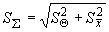 S_Σ = √(S_Θ² + S_x̄²)